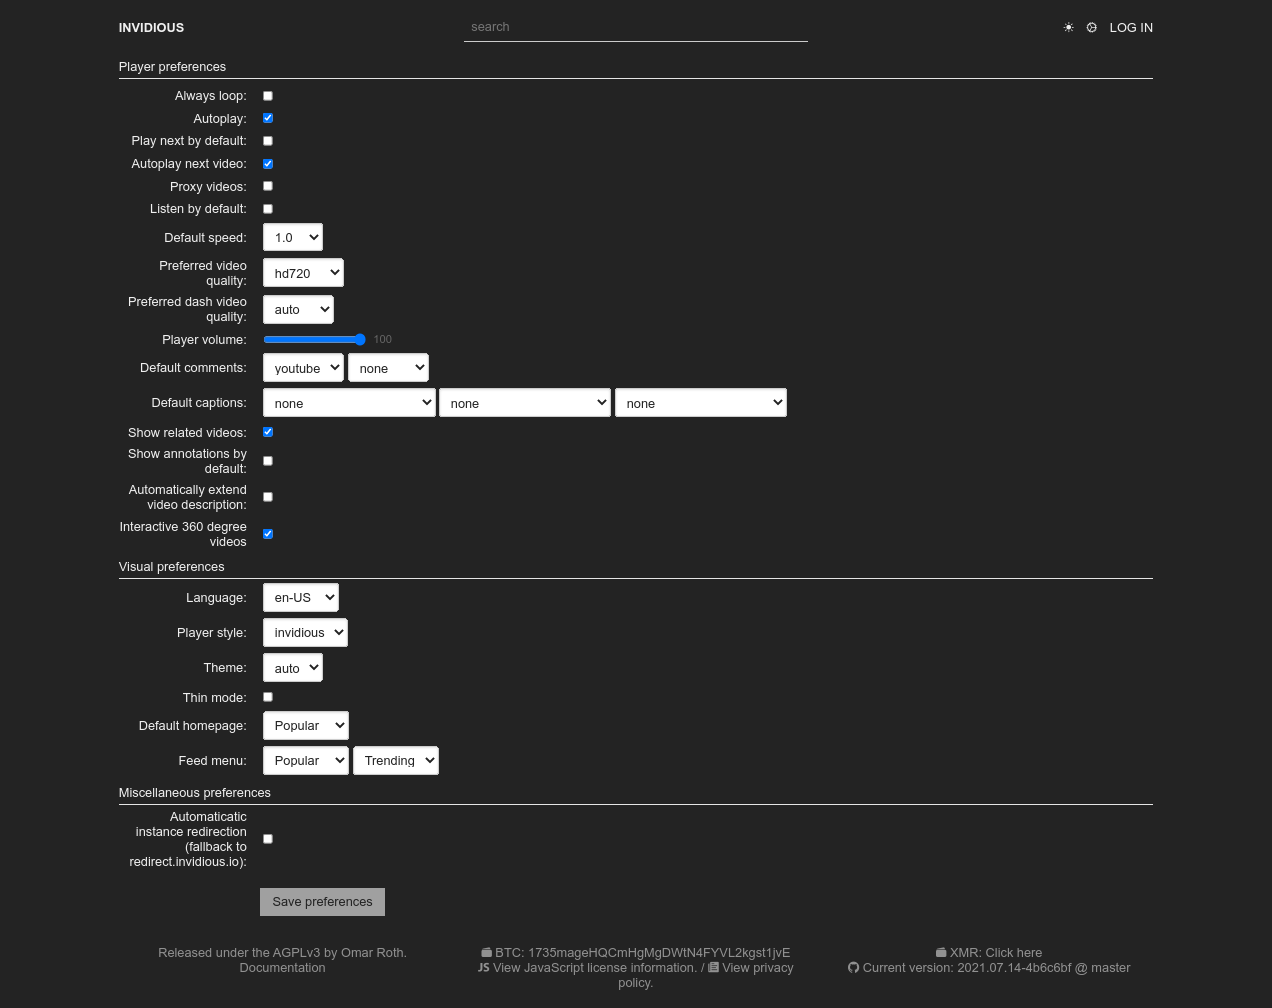 INVIDIOUS
search
LOG IN
Player preferences
Always loop:
Autoplay:
Play next by default:
Autoplay next video:
Proxy videos:
Listen by default:
Default speed: 1.0
Preferred video
quality: hd720
Preferred dash video
quality: auto
Player volume: 100
Default comments: youtube none
Default captions: none none none
Show related videos:
Show annotations by
default:
Automatically extend
video description:
Interactive 360 degree
videos
Visual preferences
Language: en-US
Player style: invidious
Theme: auto
Thin mode:
Default homepage: Popular
Feed menu: Popular Trending
Miscellaneous preferences
Automaticatic
instance redirection
(fallback to
redirect.invidious.io):
Save preferences
Released under the AGPLv3 by Omar Roth.
Documentation
BTC: 1735mageHQCmHgMgDWtN4FYVL2kgst1jvE
JS View JavaScript license information. / View privacy
policy.
XMR: Click here
Current version: 2021.07.14-4b6c6bf @ master